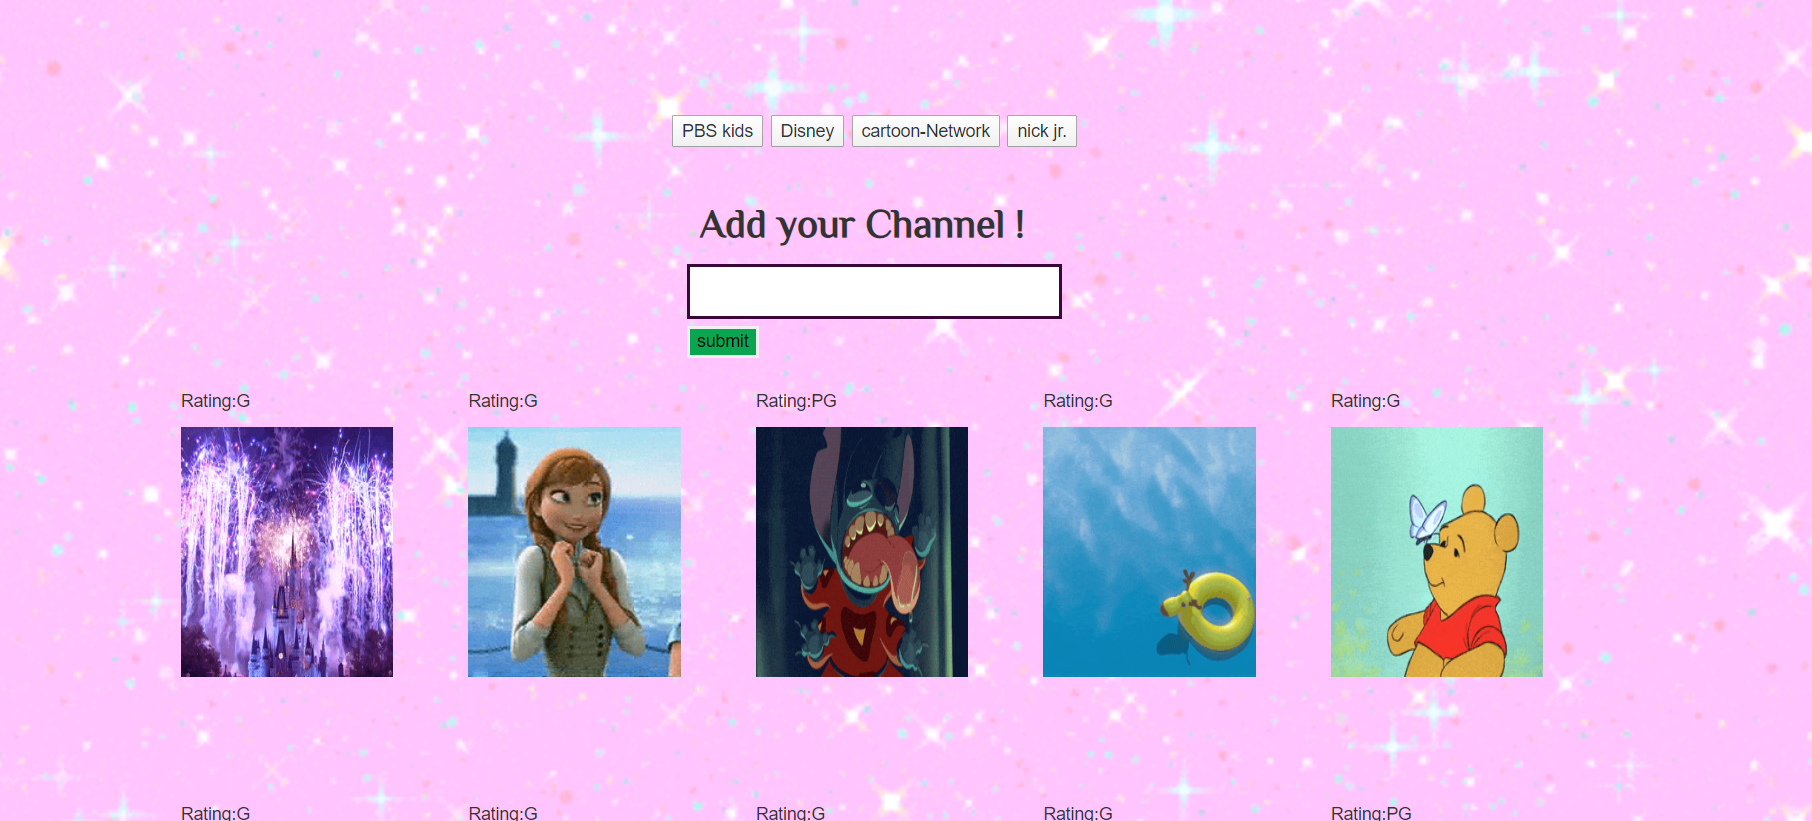 PBS kids Disney cartoon-Network nick jr.
Add your Channel !
submit
Rating:G Rating:G Rating:PG Rating:G Rating:G
Rating:G Rating:G Rating:G Rating:G Rating:PG